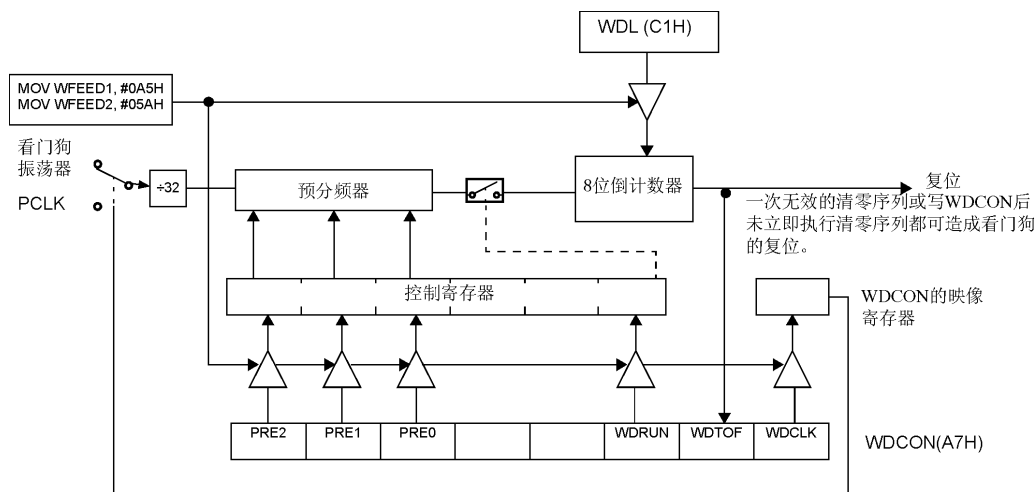 WDL (C1H)
MOV WFEED1, #0A5H
MOV WFEED2, #05AH
看门狗
振荡器
PCLK
÷32
预分频器
8位倒计数器
复位
一次无效的清零序列或写WDCON后
未立即执行清零序列都可造成看门狗
的复位。
控制寄存器
WDCON的映像
寄存器
PRE2
PRE1
PRE0
WDRUN
WDTOF
WDCLK
WDCON(A7H)